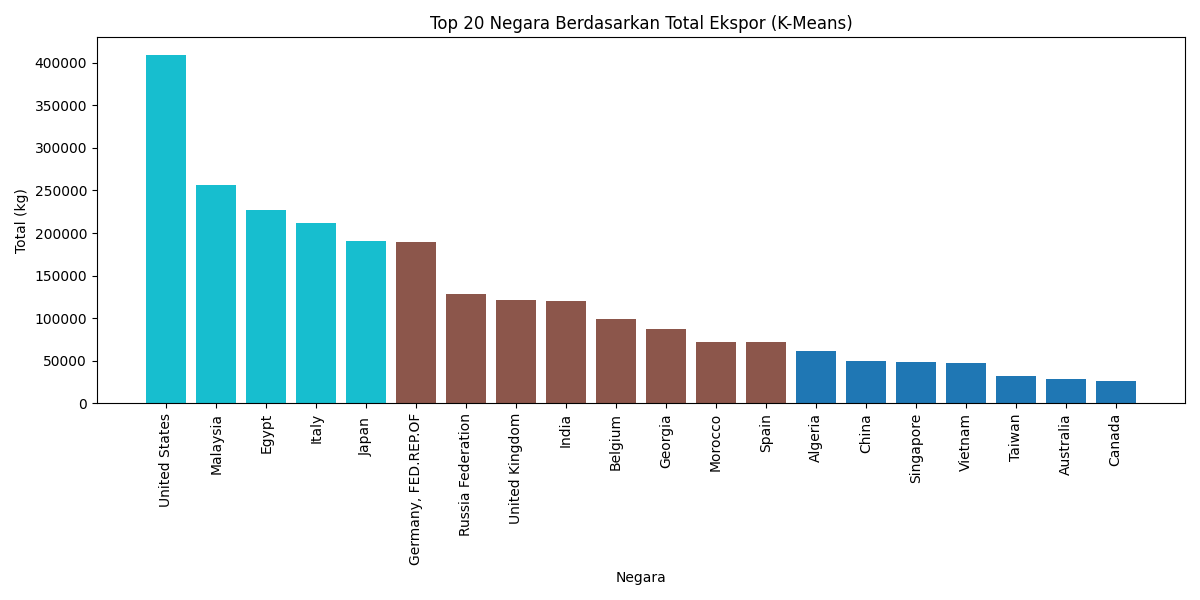 Top 20 Negara Berdasarkan Total Ekspor (K-Means)
Total (kg)
400000
350000
300000
250000
200000
150000
100000
50000
0
United States
Malaysia
Egypt
Italy
Japan
Germany, FED.REP.OF
Russia Federation
United Kingdom
India
Belgium
Georgia
Morocco
Spain
Algeria
China
Singapore
Vietnam
Taiwan
Australia
Canada
Negara